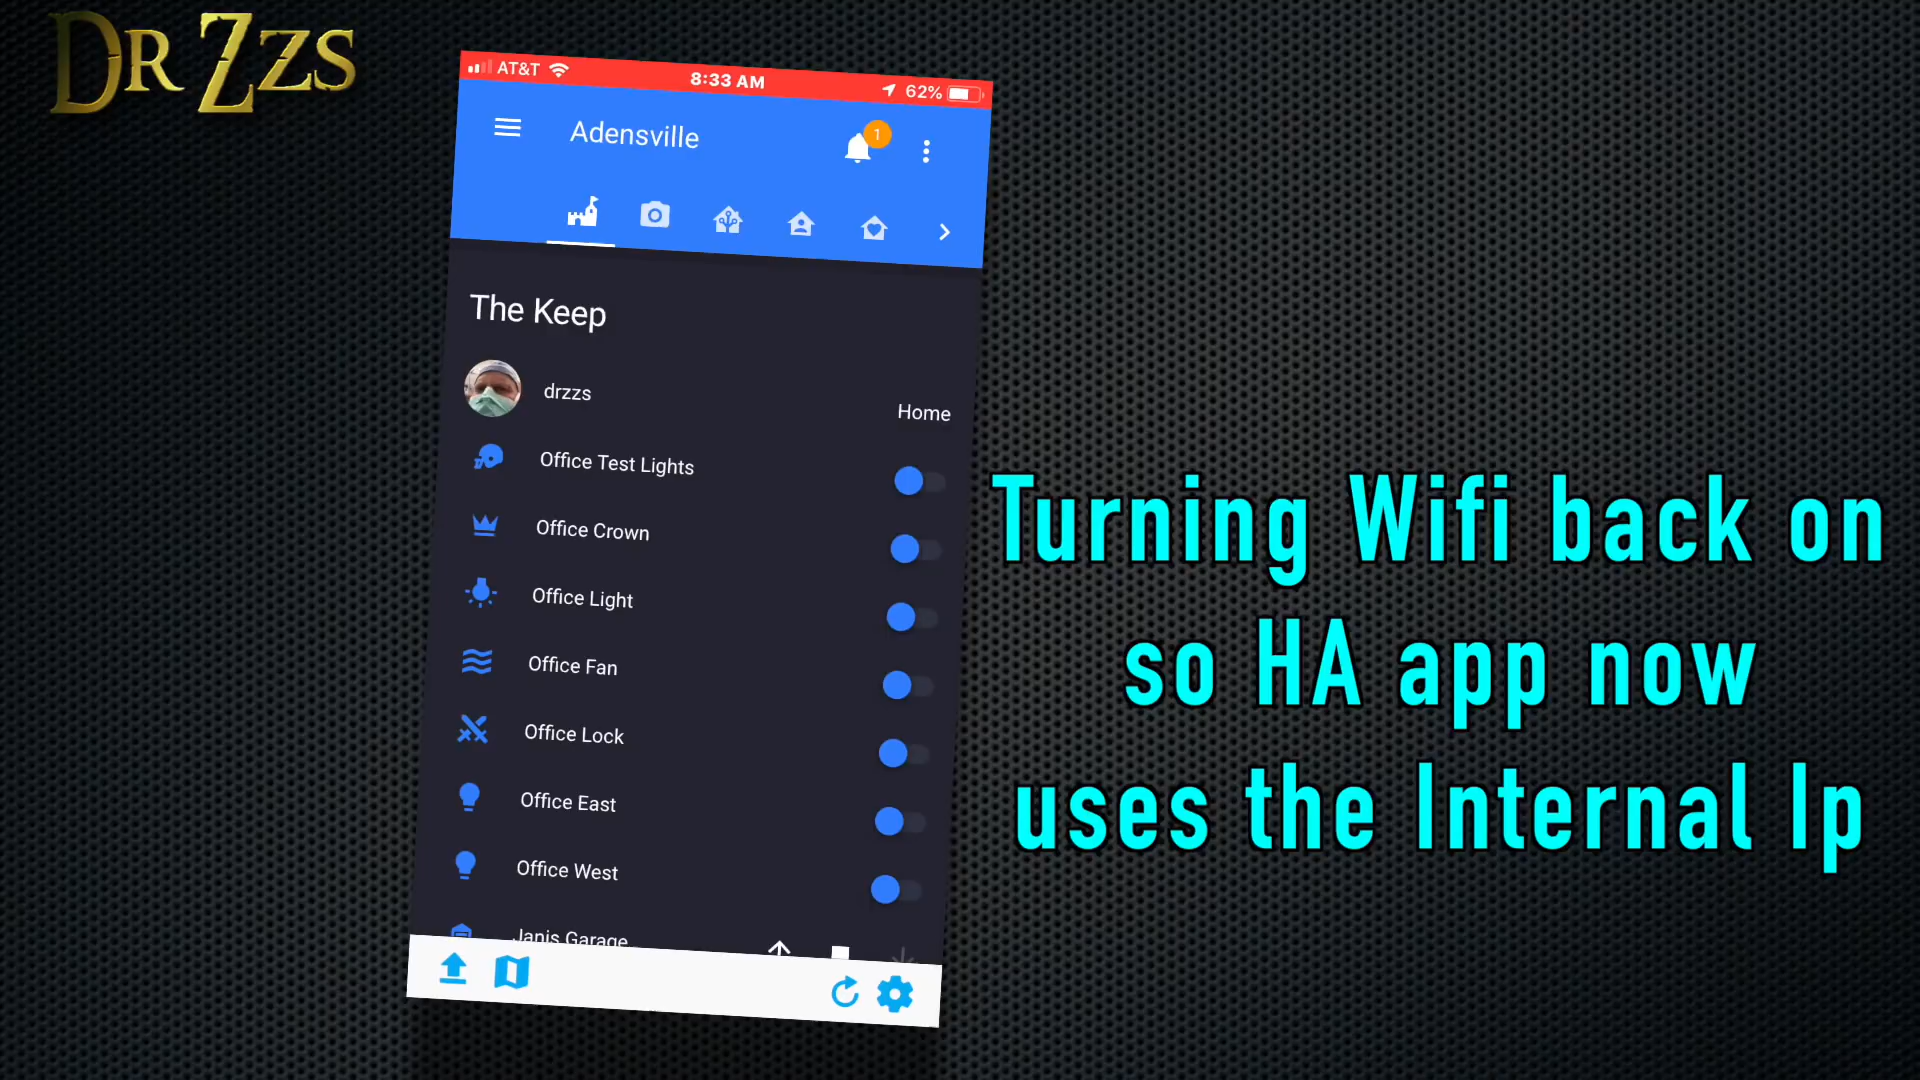 DR ZZS
AT&T 8:33 AM 62%
Adensville 1
The Keep
drzzs Home
Office Test Lights
Office Crown
Office Light
Office Fan
Office Lock
Office East
Office West
Janis Garage
Turning Wifi back on
so HA app now
uses the Internal Ip